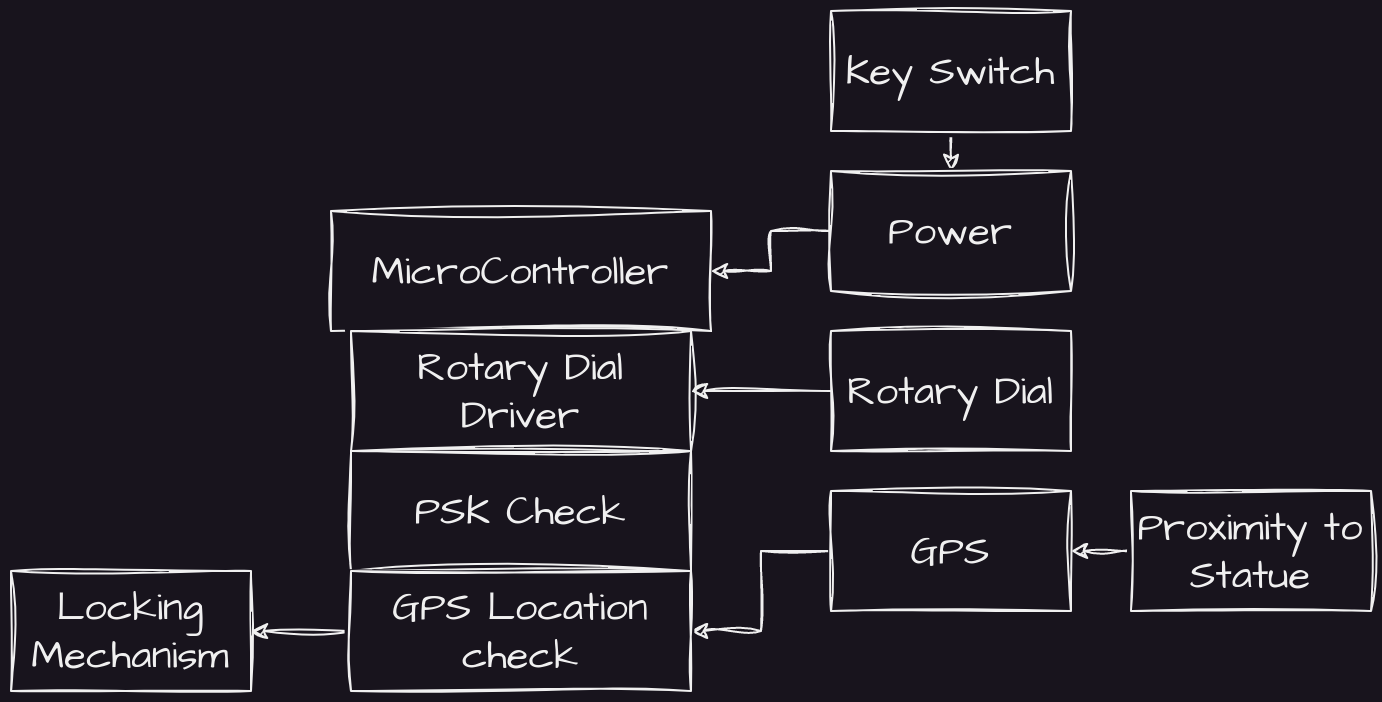 Key Switch
Power
MicroController
Rotary Dial
Driver
Rotary Dial
PSK Check
GPS
Proximity to
Statue
Locking
Mechanism
GPS Location
check